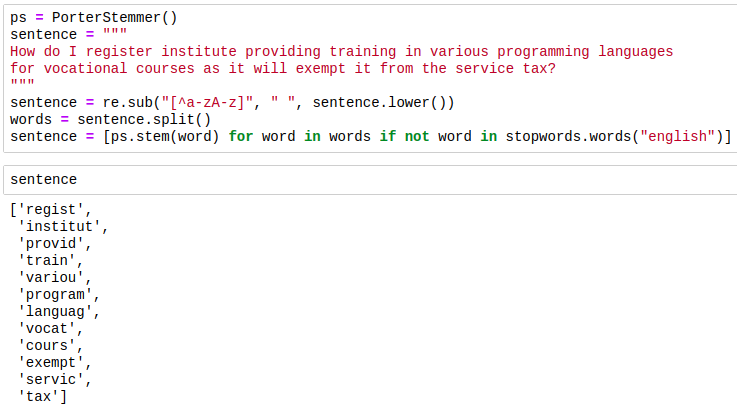 ps = PorterStemmer()
sentence = """
How do I register institute providing training in various programming languages
for vocational courses as it will exempt it from the service tax?
"""
sentence = re.sub("[^a-zA-z]", " ", sentence.lower())
words = sentence.split()
sentence = [ps.stem(word) for word in words if not word in stopwords.words("english")]
sentence
['regist',
 'institut',
 'provid',
 'train',
 'variou',
 'program',
 'languag',
 'vocat',
 'cours',
 'exempt',
 'servic',
 'tax']